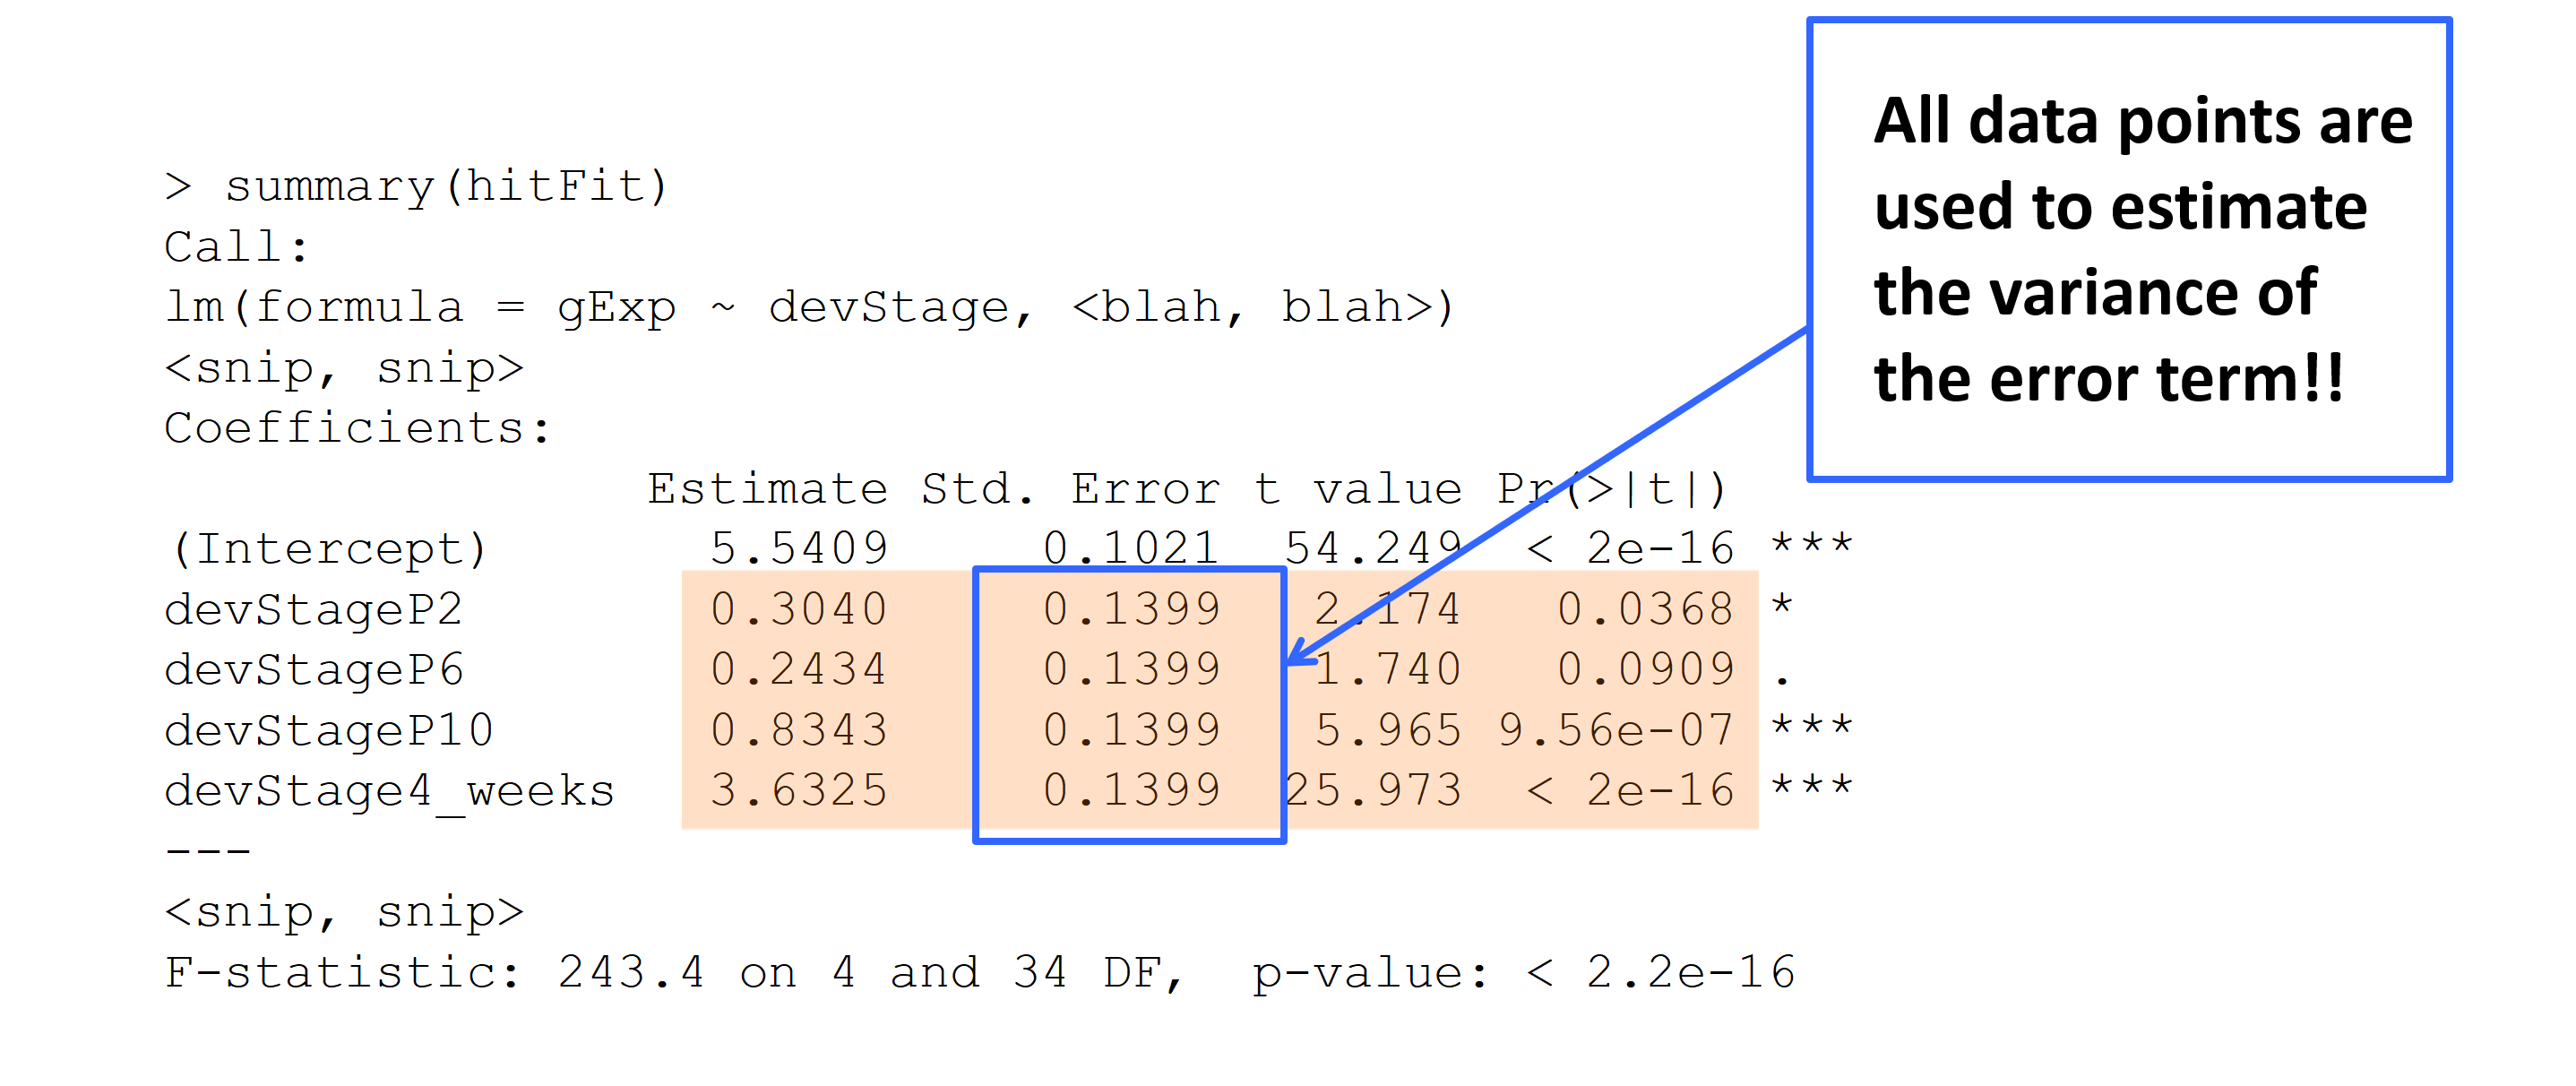 All data points are
used to estimate
the variance of
the error term!!
> summary(hitFit)
Call:
lm(formula = gExp ~ devStage, <blah, blah>)
<snip, snip>
Coefficients:
Estimate Std. Error t value Pr(>|t|)
(Intercept) 5.5409 0.1021 54.249 < 2e-16 ***
devStageP2 0.3040 0.1399 2.174 0.0368 *
devStageP6 0.2434 0.1399 1.740 0.0909 .
devStageP10 0.8343 0.1399 5.965 9.56e-07 ***
devStage4_weeks 3.6325 0.1399 25.973 < 2e-16 ***
---
<snip, snip>
F-statistic: 243.4 on 4 and 34 DF, p-value: < 2.2e-16